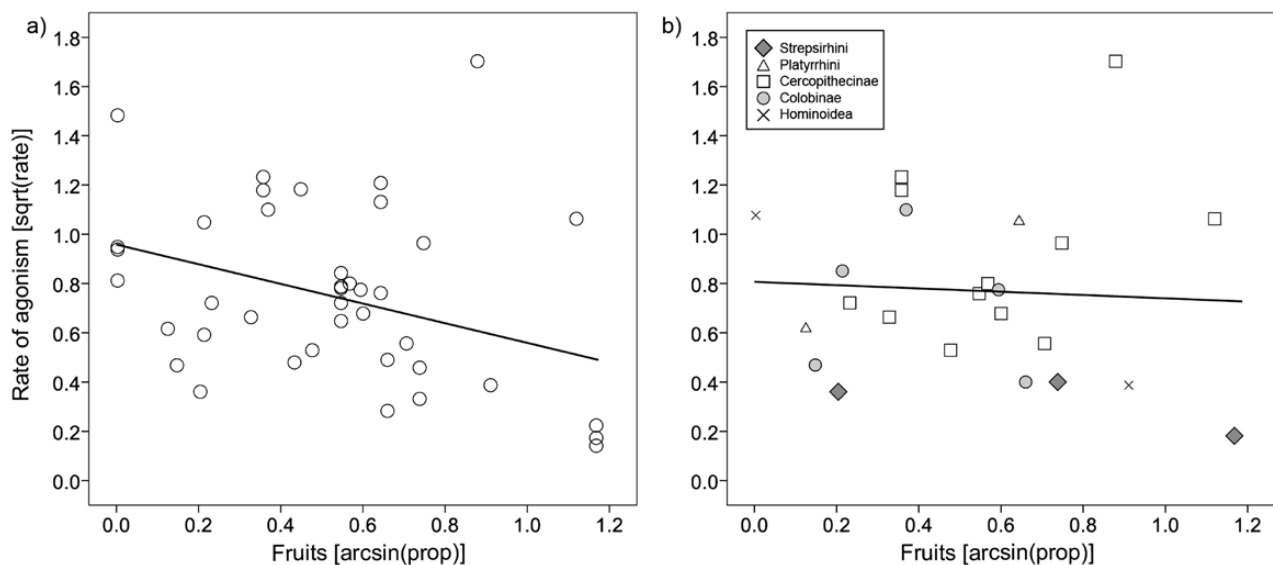 a)
Rate of agonism [sqrt(rate)]
1.8
1.6
1.4
1.2
1.0
0.8
0.6
0.4
0.2
0.0
0.0 0.2 0.4 0.6 0.8 1.0 1.2
Fruits [arcsin(prop)]
b)
Strepsirhini
Platyrrhini
Cercopithecinae
Colobinae
Hominoidea
1.8
1.6
1.4
1.2
1.0
0.8
0.6
0.4
0.2
0.0
0.0 0.2 0.4 0.6 0.8 1.0 1.2
Fruits [arcsin(prop)]